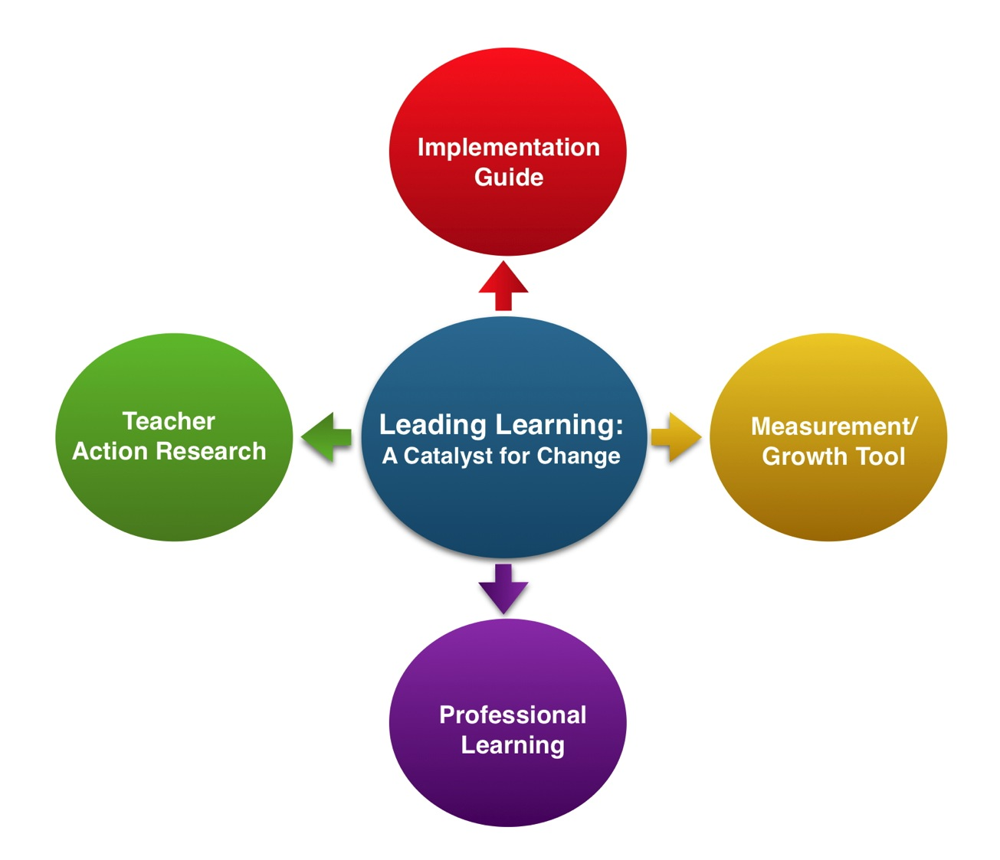 Implementation
Guide
Teacher
Action Research
Leading Learning:
A Catalyst for Change
Measurement/
Growth Tool
Professional
Learning